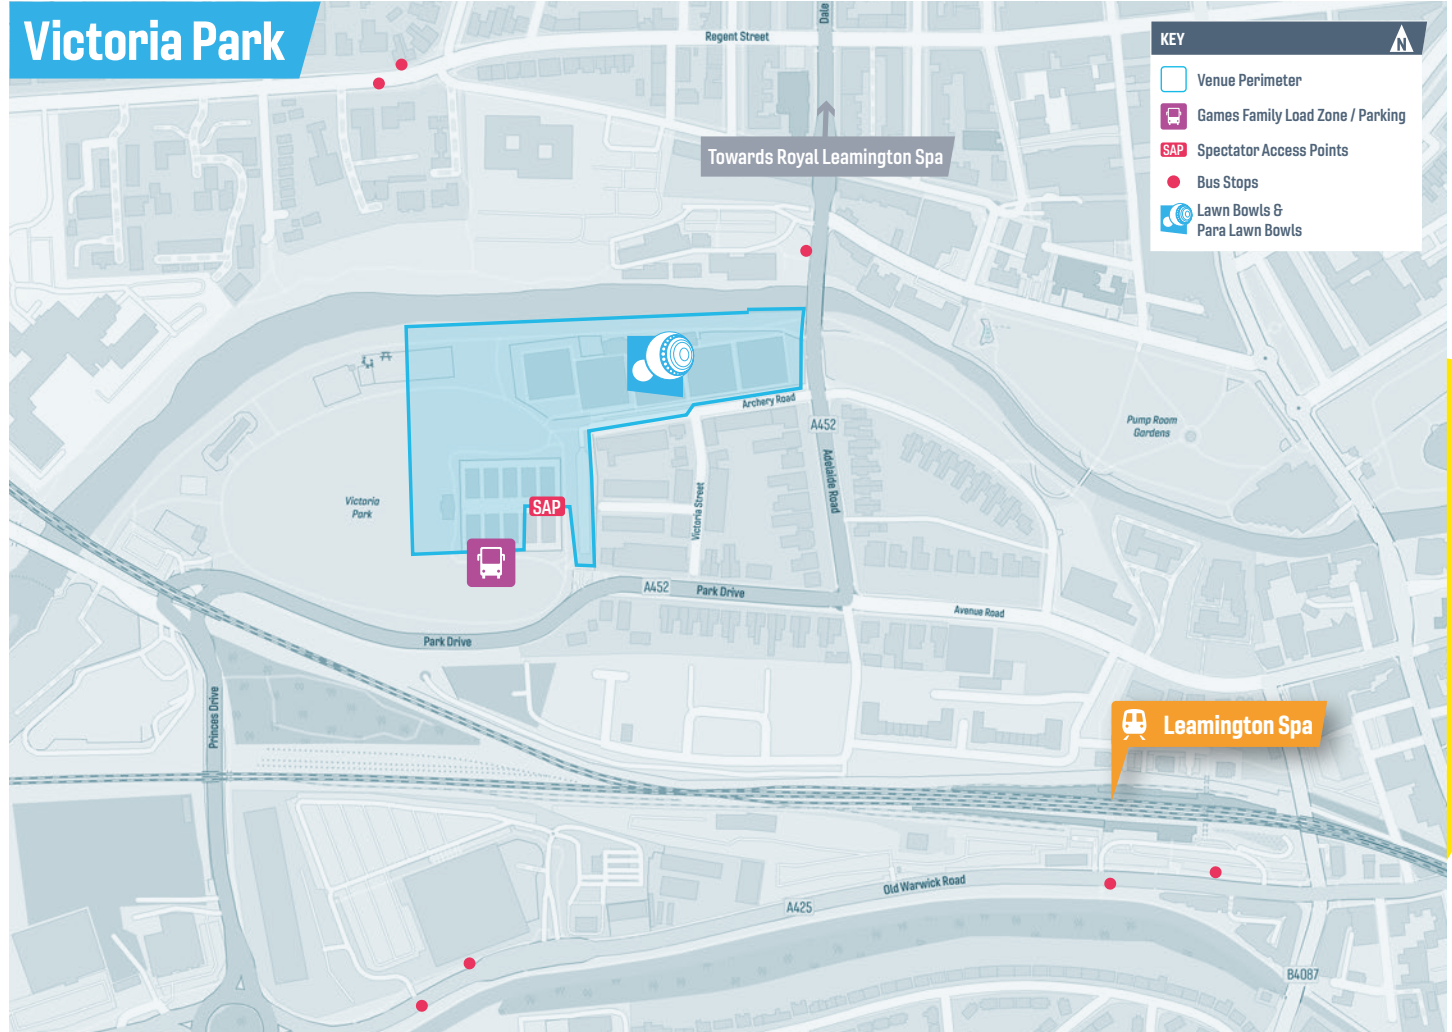 Victoria Park
Regent Street
Dale
KEY
N
Venue Perimeter
Games Family Load Zone / Parking
SAP
Spectator Access Points
Bus Stops
Lawn Bowls &
Para Lawn Bowls
Towards Royal Leamington Spa
Archery Road
A452
Pump Room
Gardens
Adelaide Road
Victoria
Park
SAP
Victoria Street
A452
Park Drive
Avenue Road
Park Drive
Princes Drive
Leamington Spa
Old Warwick Road
A425
B4087